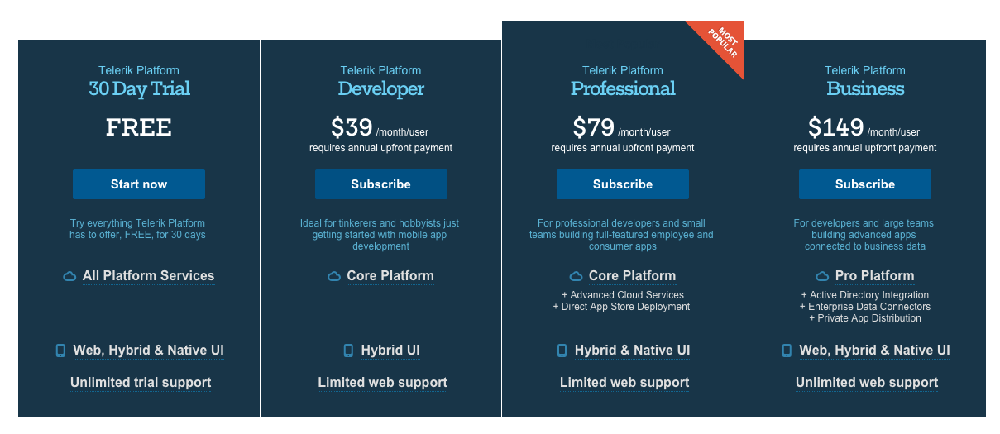 Telerik Platform
30 Day Trial
FREE
Start now
Try everything Telerik Platform
has to offer, FREE, for 30 days
All Platform Services
Web, Hybrid & Native UI
Unlimited trial support
Telerik Platform
Developer
$39 /month/user
requires annual upfront payment
Subscribe
Ideal for tinkerers and hobbyists just
getting started with mobile app
development
Core Platform
Hybrid UI
Limited web support
MOST
POPULAR
Telerik Platform
Professional
$79 /month/user
requires annual upfront payment
Subscribe
For professional developers and small
teams building full-featured employee and
consumer apps
Core Platform
+ Advanced Cloud Services
+ Direct App Store Deployment
Hybrid & Native UI
Limited web support
Telerik Platform
Business
$149 /month/user
requires annual upfront payment
Subscribe
For developers and large teams
building advanced apps
connected to business data
Pro Platform
+ Active Directory Integration
+ Enterprise Data Connectors
+ Private App Distribution
Web, Hybrid & Native UI
Unlimited web support